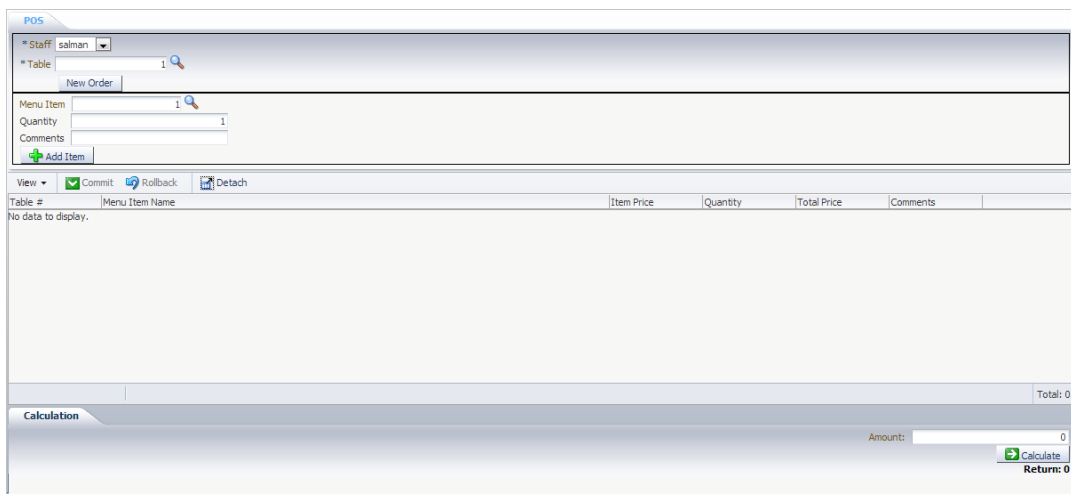 POS
* Staff salman
* Table 1
New Order
Menu Item 1
Quantity 1
Comments
Add Item
View Commit Rollback Detach
Table # Menu Item Name Item Price Quantity Total Price Comments
No data to display.
Total: 0
Calculation
Amount: 0
Calculate
Return: 0